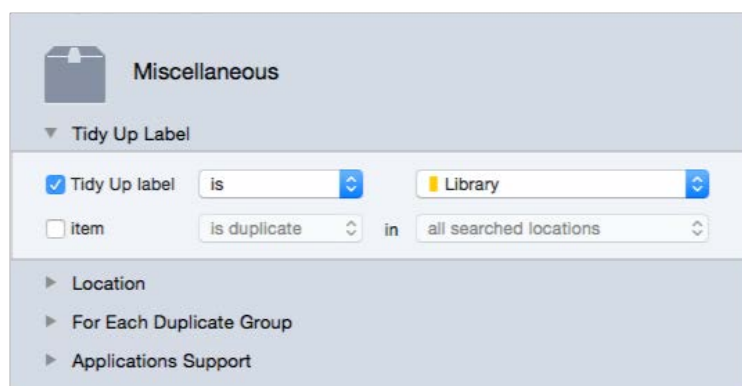 Miscellaneous
Tidy Up Label
Tidy Up label is Library
item is duplicate in all searched locations
Location
For Each Duplicate Group
Applications Support